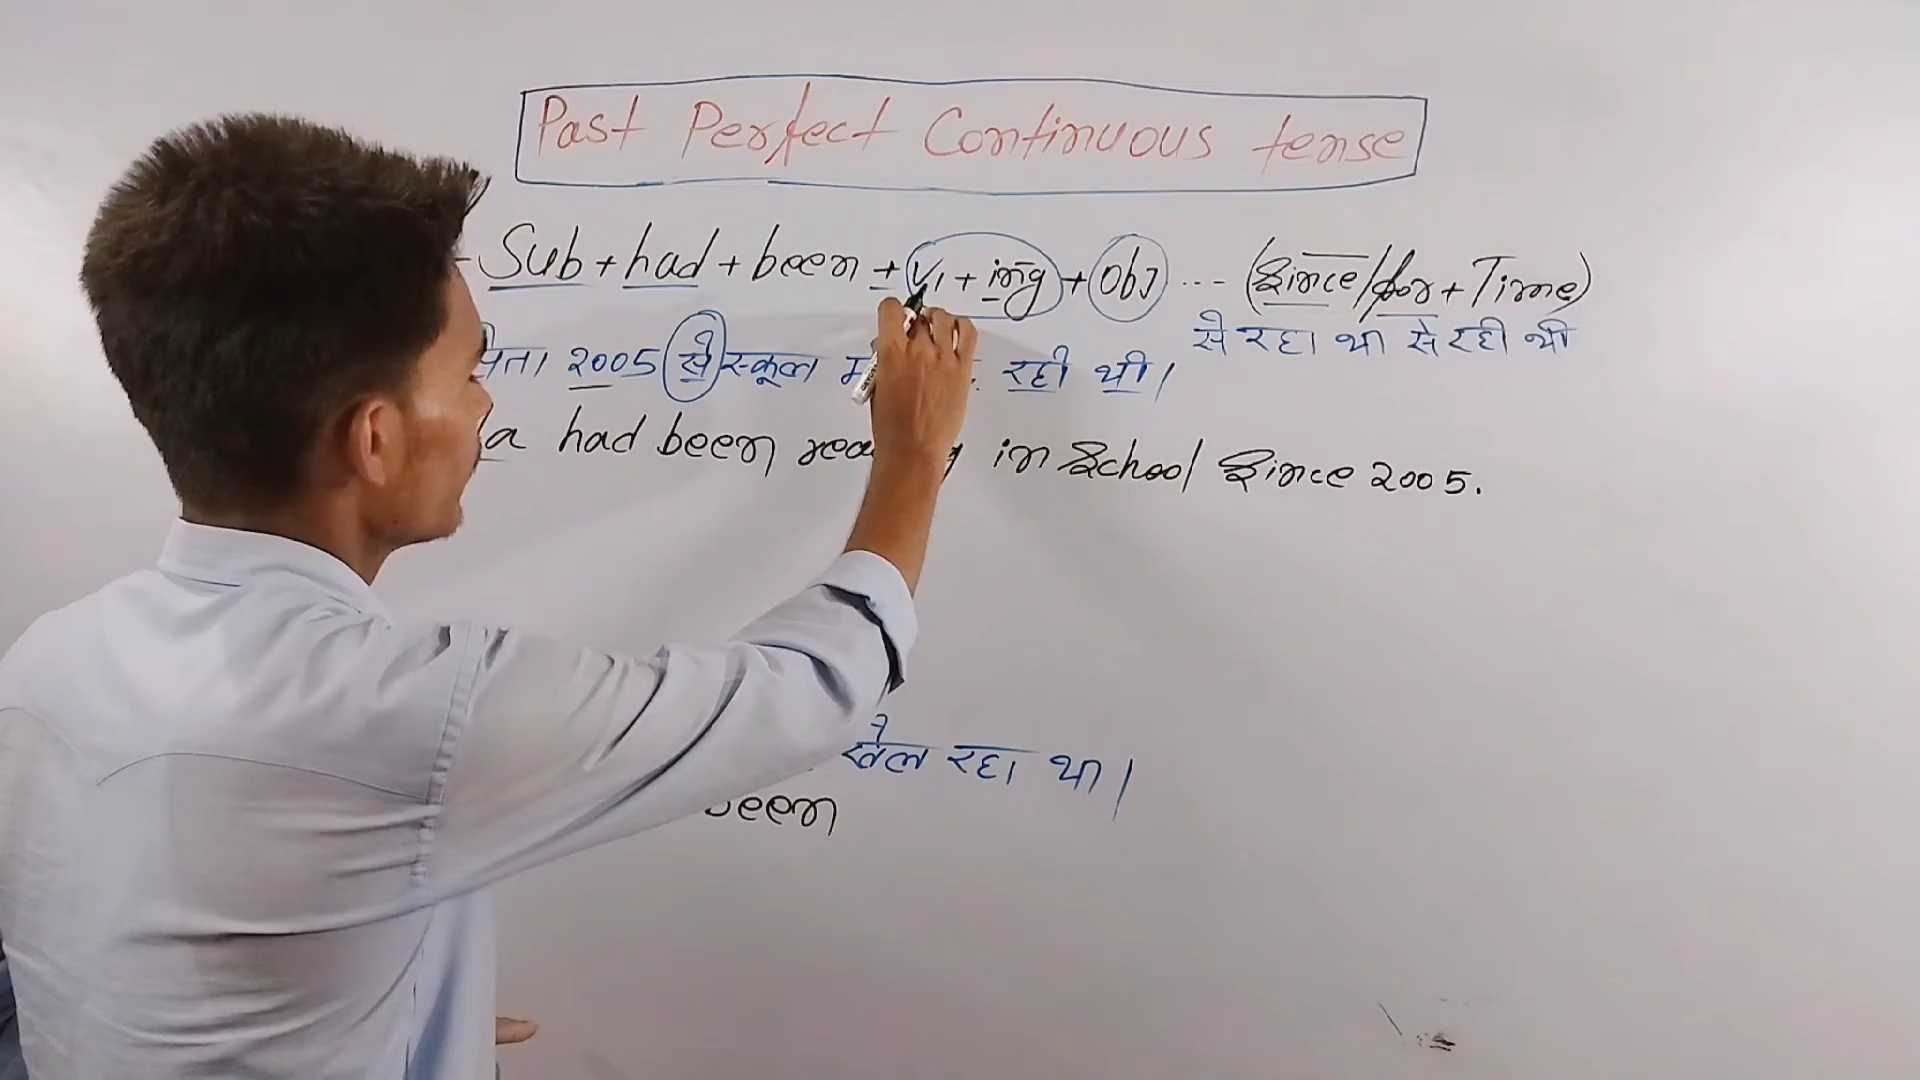 Past Perfect Continuous tense
- Sub + had + been + V1 + ing + Obj ... (Since/for + Time)
से रहा था से रही थी
2005 से स्कूल रही थी।
had been in School Since 2005.
खेल रहा था।
been